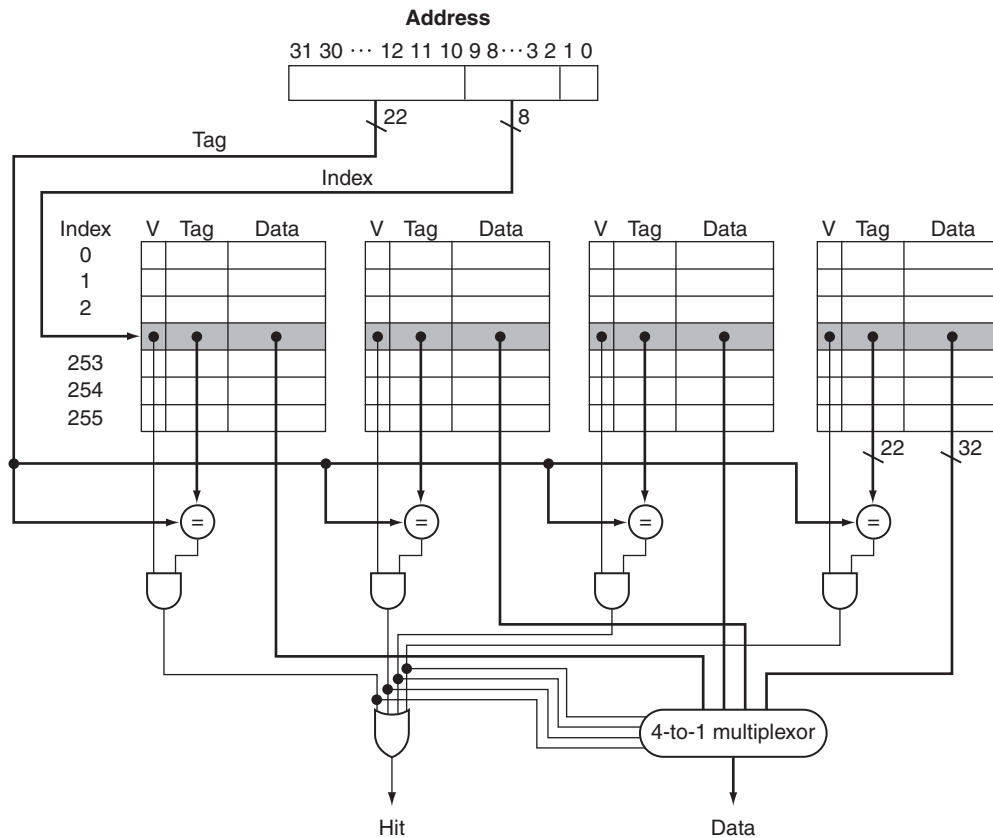 Address
31 30 ··· 12 11 10 9 8 ··· 3 2 1 0
22
8
Tag
Index
Index V Tag Data V Tag Data V Tag Data V Tag Data
0
1
2
253
254
255
22 32
= = = =
4-to-1 multiplexor
Hit Data